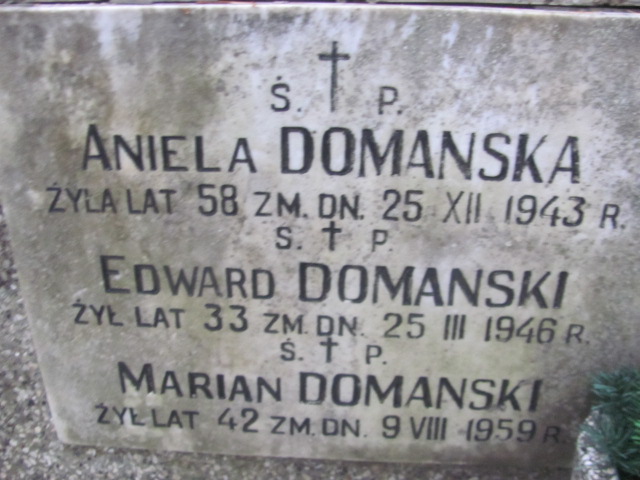 Ś. † P.
ANIELA DOMANSKA
ŻYŁA LAT 58 ZM. DN. 25 XII 1943 R.
Ś. † P.
EDWARD DOMANSKI
ŻYŁ LAT 33 ZM. DN. 25 III 1946 R.
Ś. † P.
MARIAN DOMANSKI
ŻYŁ LAT 42 ZM. DN. 9 VIII 1959 R.